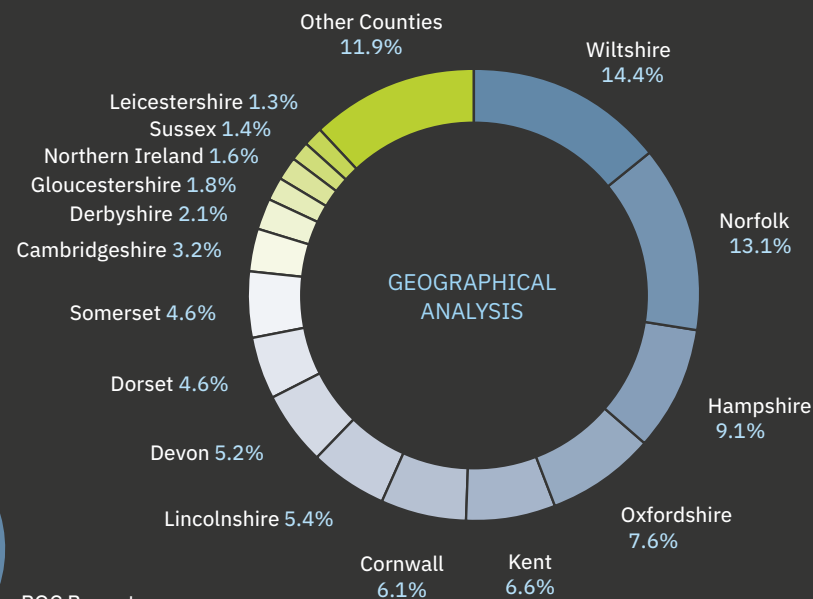 Other Counties
11.9%
Wiltshire
14.4%
Leicestershire 1.3%
Sussex 1.4%
Northern Ireland 1.6%
Gloucestershire 1.8%
Derbyshire 2.1%
Norfolk
13.1%
Cambridgeshire 3.2%
GEOGRAPHICAL
ANALYSIS
Somerset 4.6%
Dorset 4.6%
Hampshire
9.1%
Devon 5.2%
Lincolnshire 5.4%
Oxfordshire
7.6%
Cornwall
6.1%
Kent
6.6%